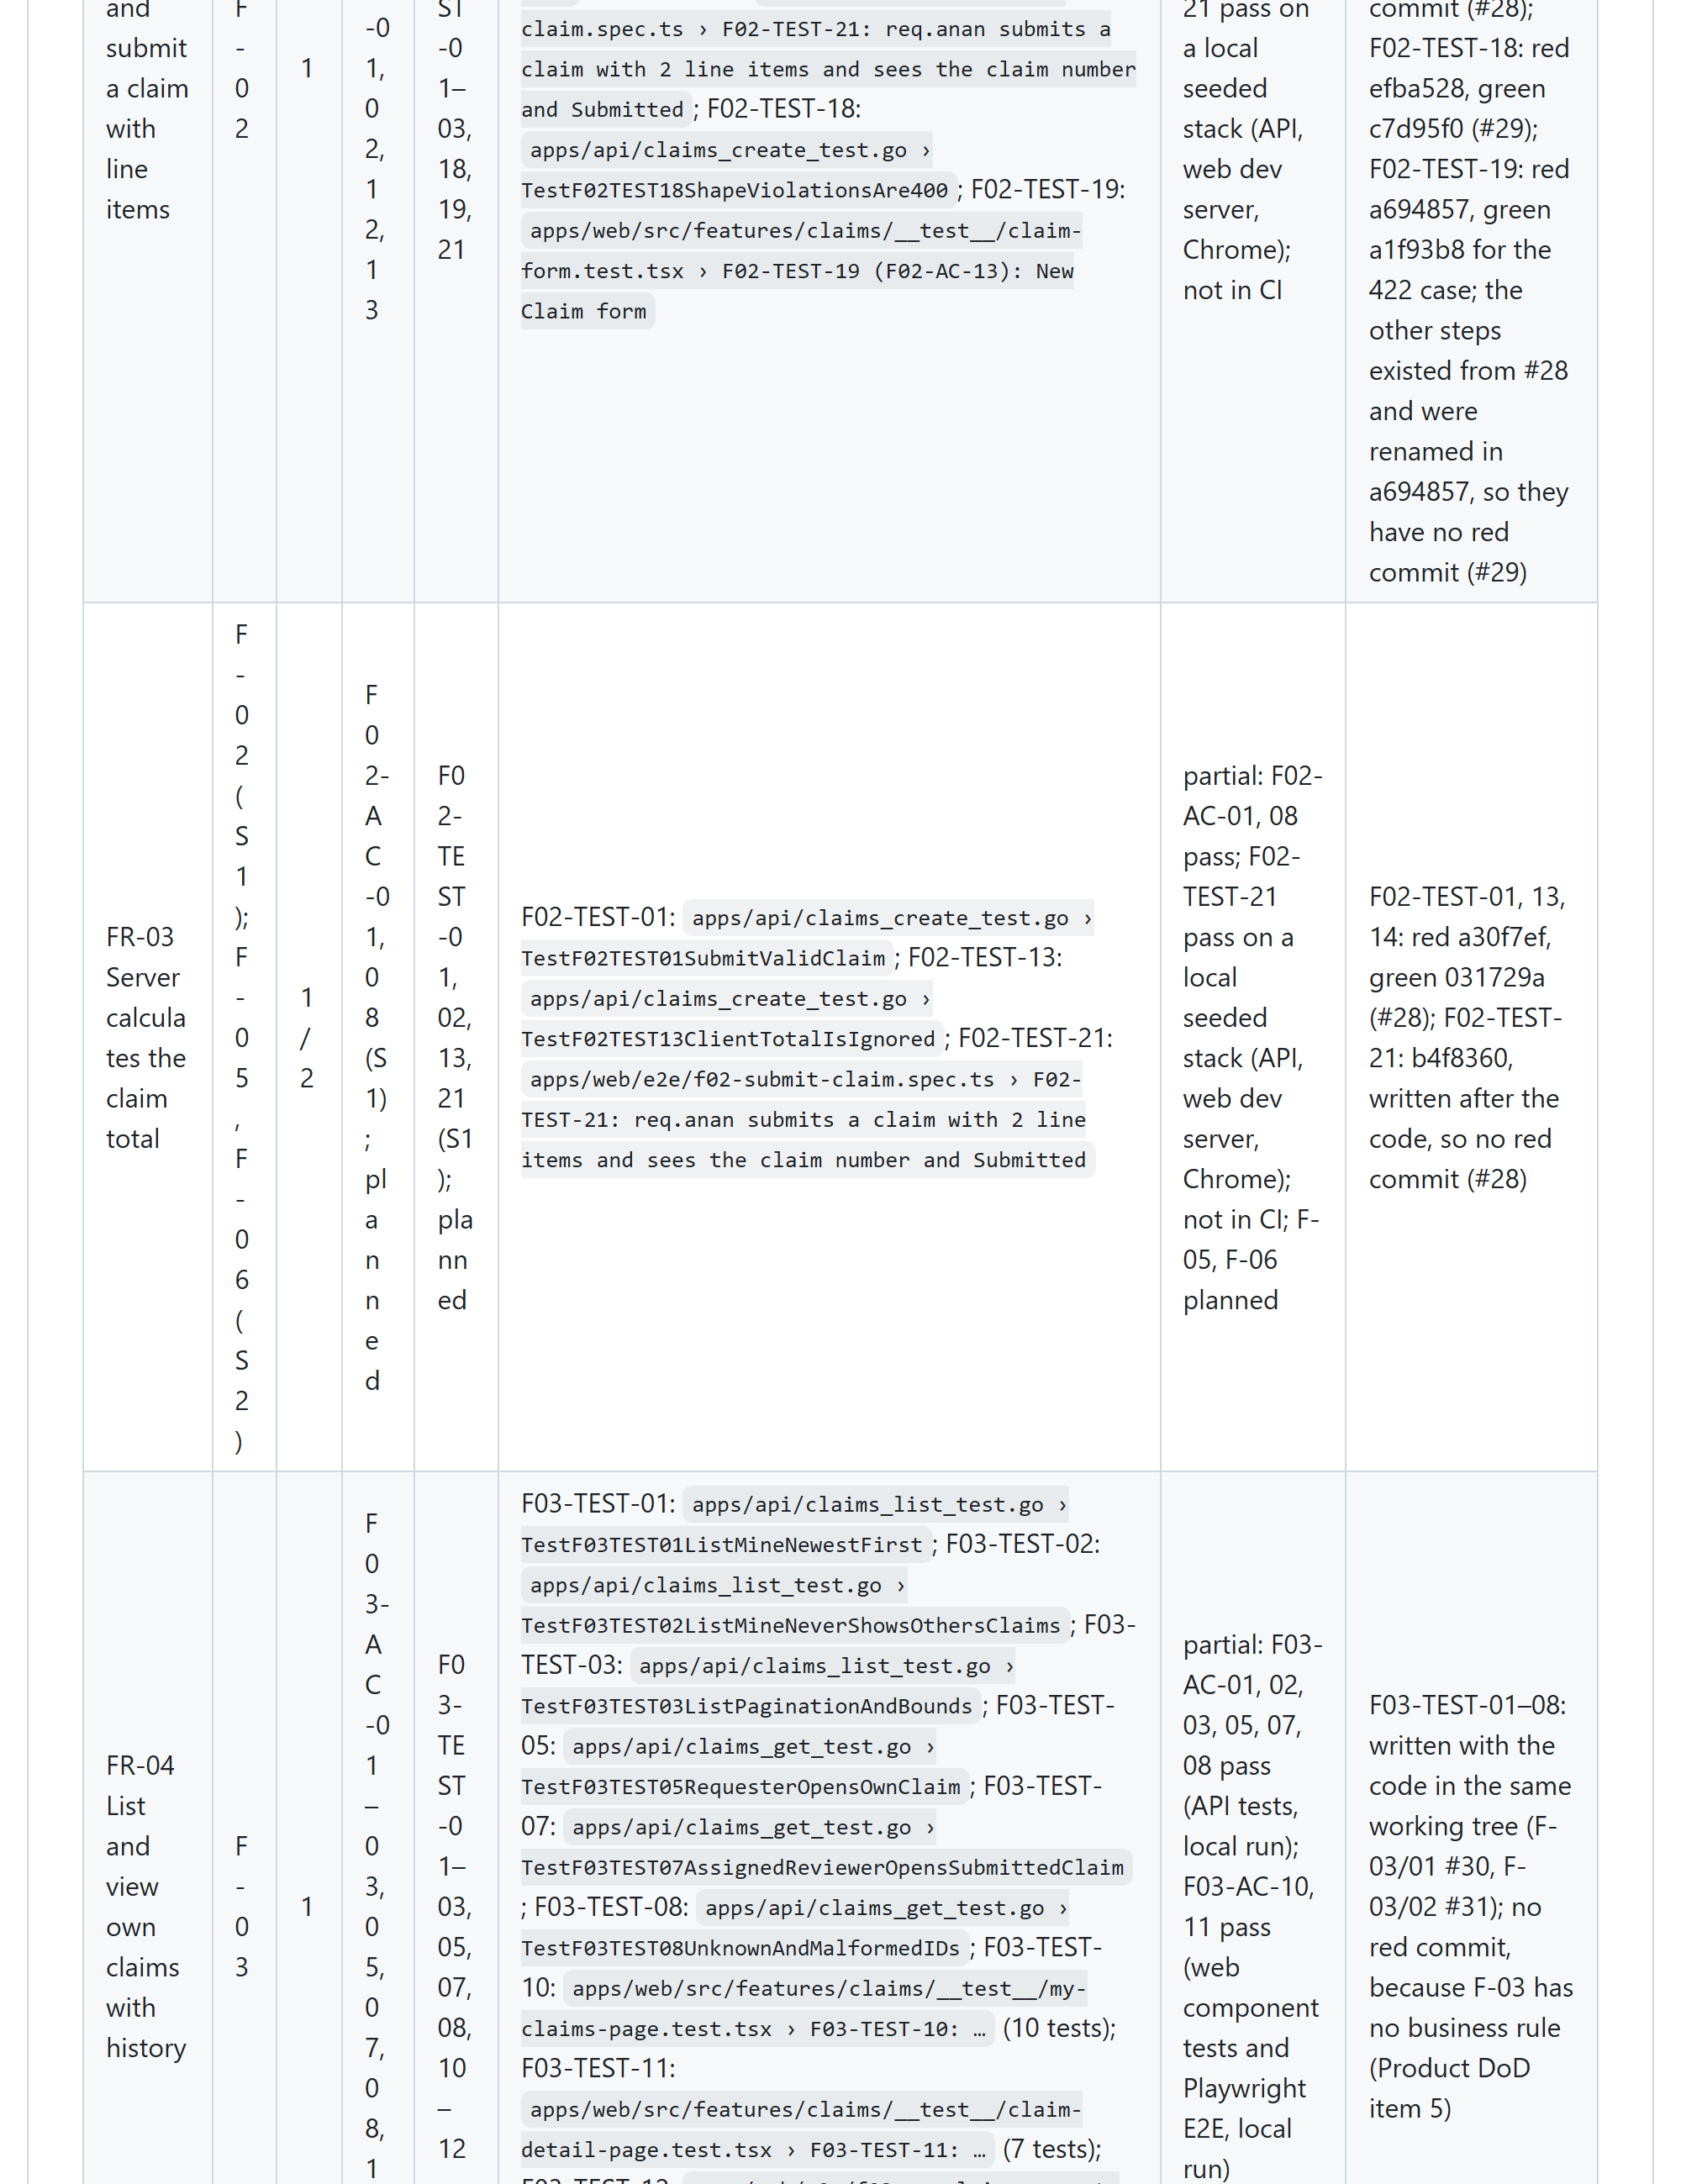 and
submit
a claim
with
line
items
F
-
0
2
1
-0
1,
0
2,
1
2,
1
3
ST
-0
1–
03,
18,
19,
21
claim.spec.ts › F02-TEST-21: req.anan submits a
claim with 2 line items and sees the claim number
and Submitted ; F02-TEST-18:
apps/api/claims_create_test.go ›
TestF02TEST18ShapeViolationsAre400 ; F02-TEST-19:
apps/web/src/features/claims/__test__/claim-
form.test.tsx › F02-TEST-19 (F02-AC-13): New
Claim form
21 pass on
a local
seeded
stack (API,
web dev
server,
Chrome);
not in CI
commit (#28);
F02-TEST-18: red
efba528, green
c7d95f0 (#29);
F02-TEST-19: red
a694857, green
a1f93b8 for the
422 case; the
other steps
existed from #28
and were
renamed in
a694857, so they
have no red
commit (#29)
FR-03
Server
calcula
tes the
claim
total
F
-
0
2
(
S
1
);
F
-
0
5
,
F
-
0
6
(
S
2
)
1
/
2
F
0
2-
A
C
-0
1,
0
8
(S
1)
;
pl
a
n
n
e
d
F0
2-
TE
ST
-0
1,
02,
13,
21
(S1
);
pla
nn
ed
F02-TEST-01: apps/api/claims_create_test.go ›
TestF02TEST01SubmitValidClaim ; F02-TEST-13:
apps/api/claims_create_test.go ›
TestF02TEST13ClientTotalIsIgnored ; F02-TEST-21:
apps/web/e2e/f02-submit-claim.spec.ts › F02-
TEST-21: req.anan submits a claim with 2 line
items and sees the claim number and Submitted
partial: F02-
AC-01, 08
pass; F02-
TEST-21
pass on a
local
seeded
stack (API,
web dev
server,
Chrome);
not in CI; F-
05, F-06
planned
F02-TEST-01, 13,
14: red a30f7ef,
green 031729a
(#28); F02-TEST-
21: b4f8360,
written after the
code, so no red
commit (#28)
FR-04
List
and
view
own
claims
with
history
F
-
0
3
1
F
0
3-
A
C
-0
1
–
0
3,
0
5,
0
7,
0
8,
1
F0
3-
TE
ST
-0
1–
03,
05,
07,
08,
10
–
12
F03-TEST-01: apps/api/claims_list_test.go ›
TestF03TEST01ListMineNewestFirst ; F03-TEST-02:
apps/api/claims_list_test.go ›
TestF03TEST02ListMineNeverShowsOthersClaims ; F03-
TEST-03: apps/api/claims_list_test.go ›
TestF03TEST03ListPaginationAndBounds ; F03-TEST-
05: apps/api/claims_get_test.go ›
TestF03TEST05RequesterOpensOwnClaim ; F03-TEST-
07: apps/api/claims_get_test.go ›
TestF03TEST07AssignedReviewerOpensSubmittedClaim
; F03-TEST-08: apps/api/claims_get_test.go ›
TestF03TEST08UnknownAndMalformedIDs ; F03-TEST-
10: apps/web/src/features/claims/__test__/my-
claims-page.test.tsx › F03-TEST-10: … (10 tests);
F03-TEST-11:
apps/web/src/features/claims/__test__/claim-
detail-page.test.tsx › F03-TEST-11: … (7 tests);
partial: F03-
AC-01, 02,
03, 05, 07,
08 pass
(API tests,
local run);
F03-AC-10,
11 pass
(web
component
tests and
Playwright
E2E, local
run)
F03-TEST-01–08:
written with the
code in the same
working tree (F-
03/01 #30, F-
03/02 #31); no
red commit,
because F-03 has
no business rule
(Product DoD
item 5)